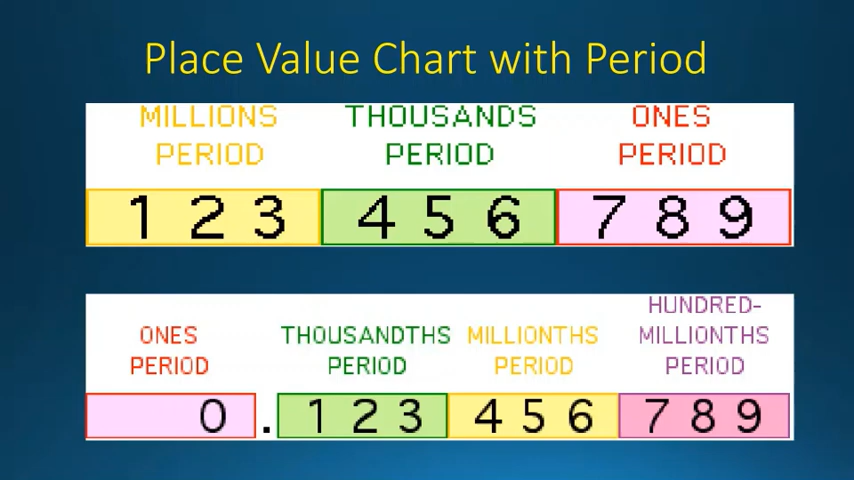 Place Value Chart with Period
MILLIONS THOUSANDS ONES
PERIOD PERIOD PERIOD
1 2 3 4 5 6 7 8 9
HUNDRED-
ONES THOUSANDTHS MILLIONTHS MILLIONTHS
PERIOD PERIOD PERIOD PERIOD
0 . 1 2 3 4 5 6 7 8 9